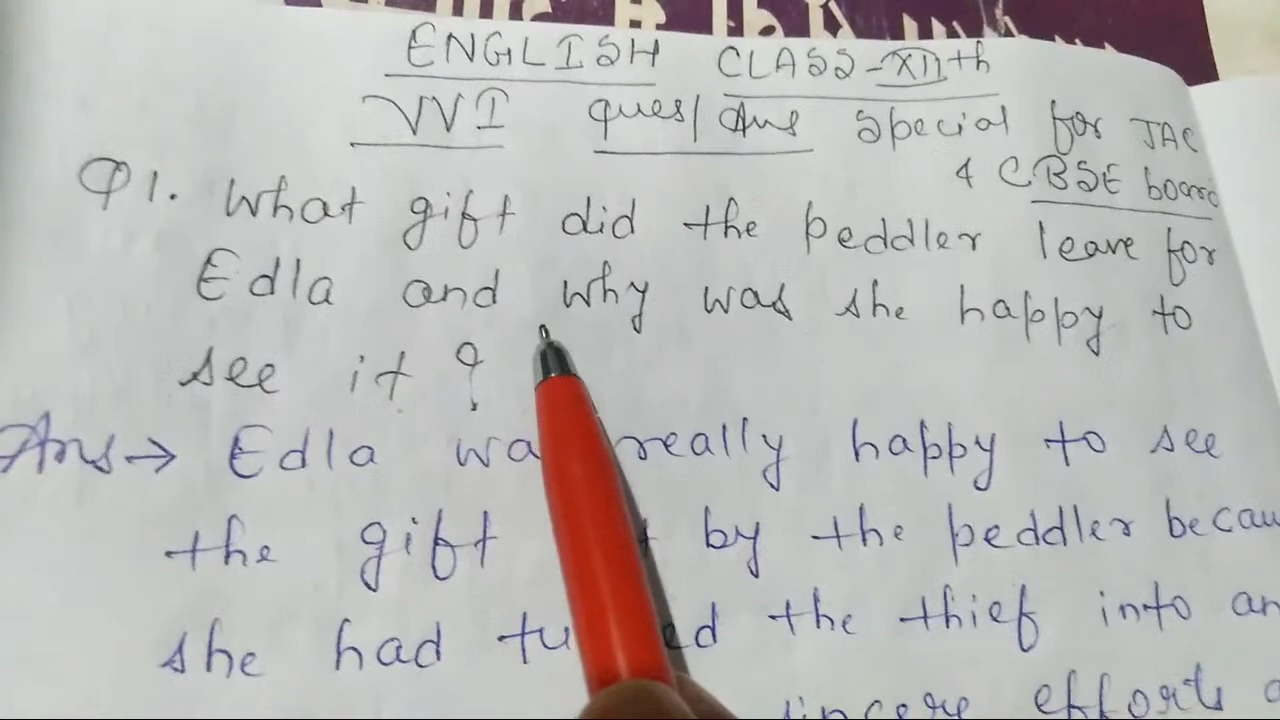 ENGLISH CLASS-XIIth
VVI ques/Ans special for JAC
& CBSE board
Q1. What gift did the peddler leave for
Edla and why was she happy to
see it ?
Ans→ Edla wa really happy to see
the gift by the peddler becau
she had tu ed the thief into an
sincere efforts